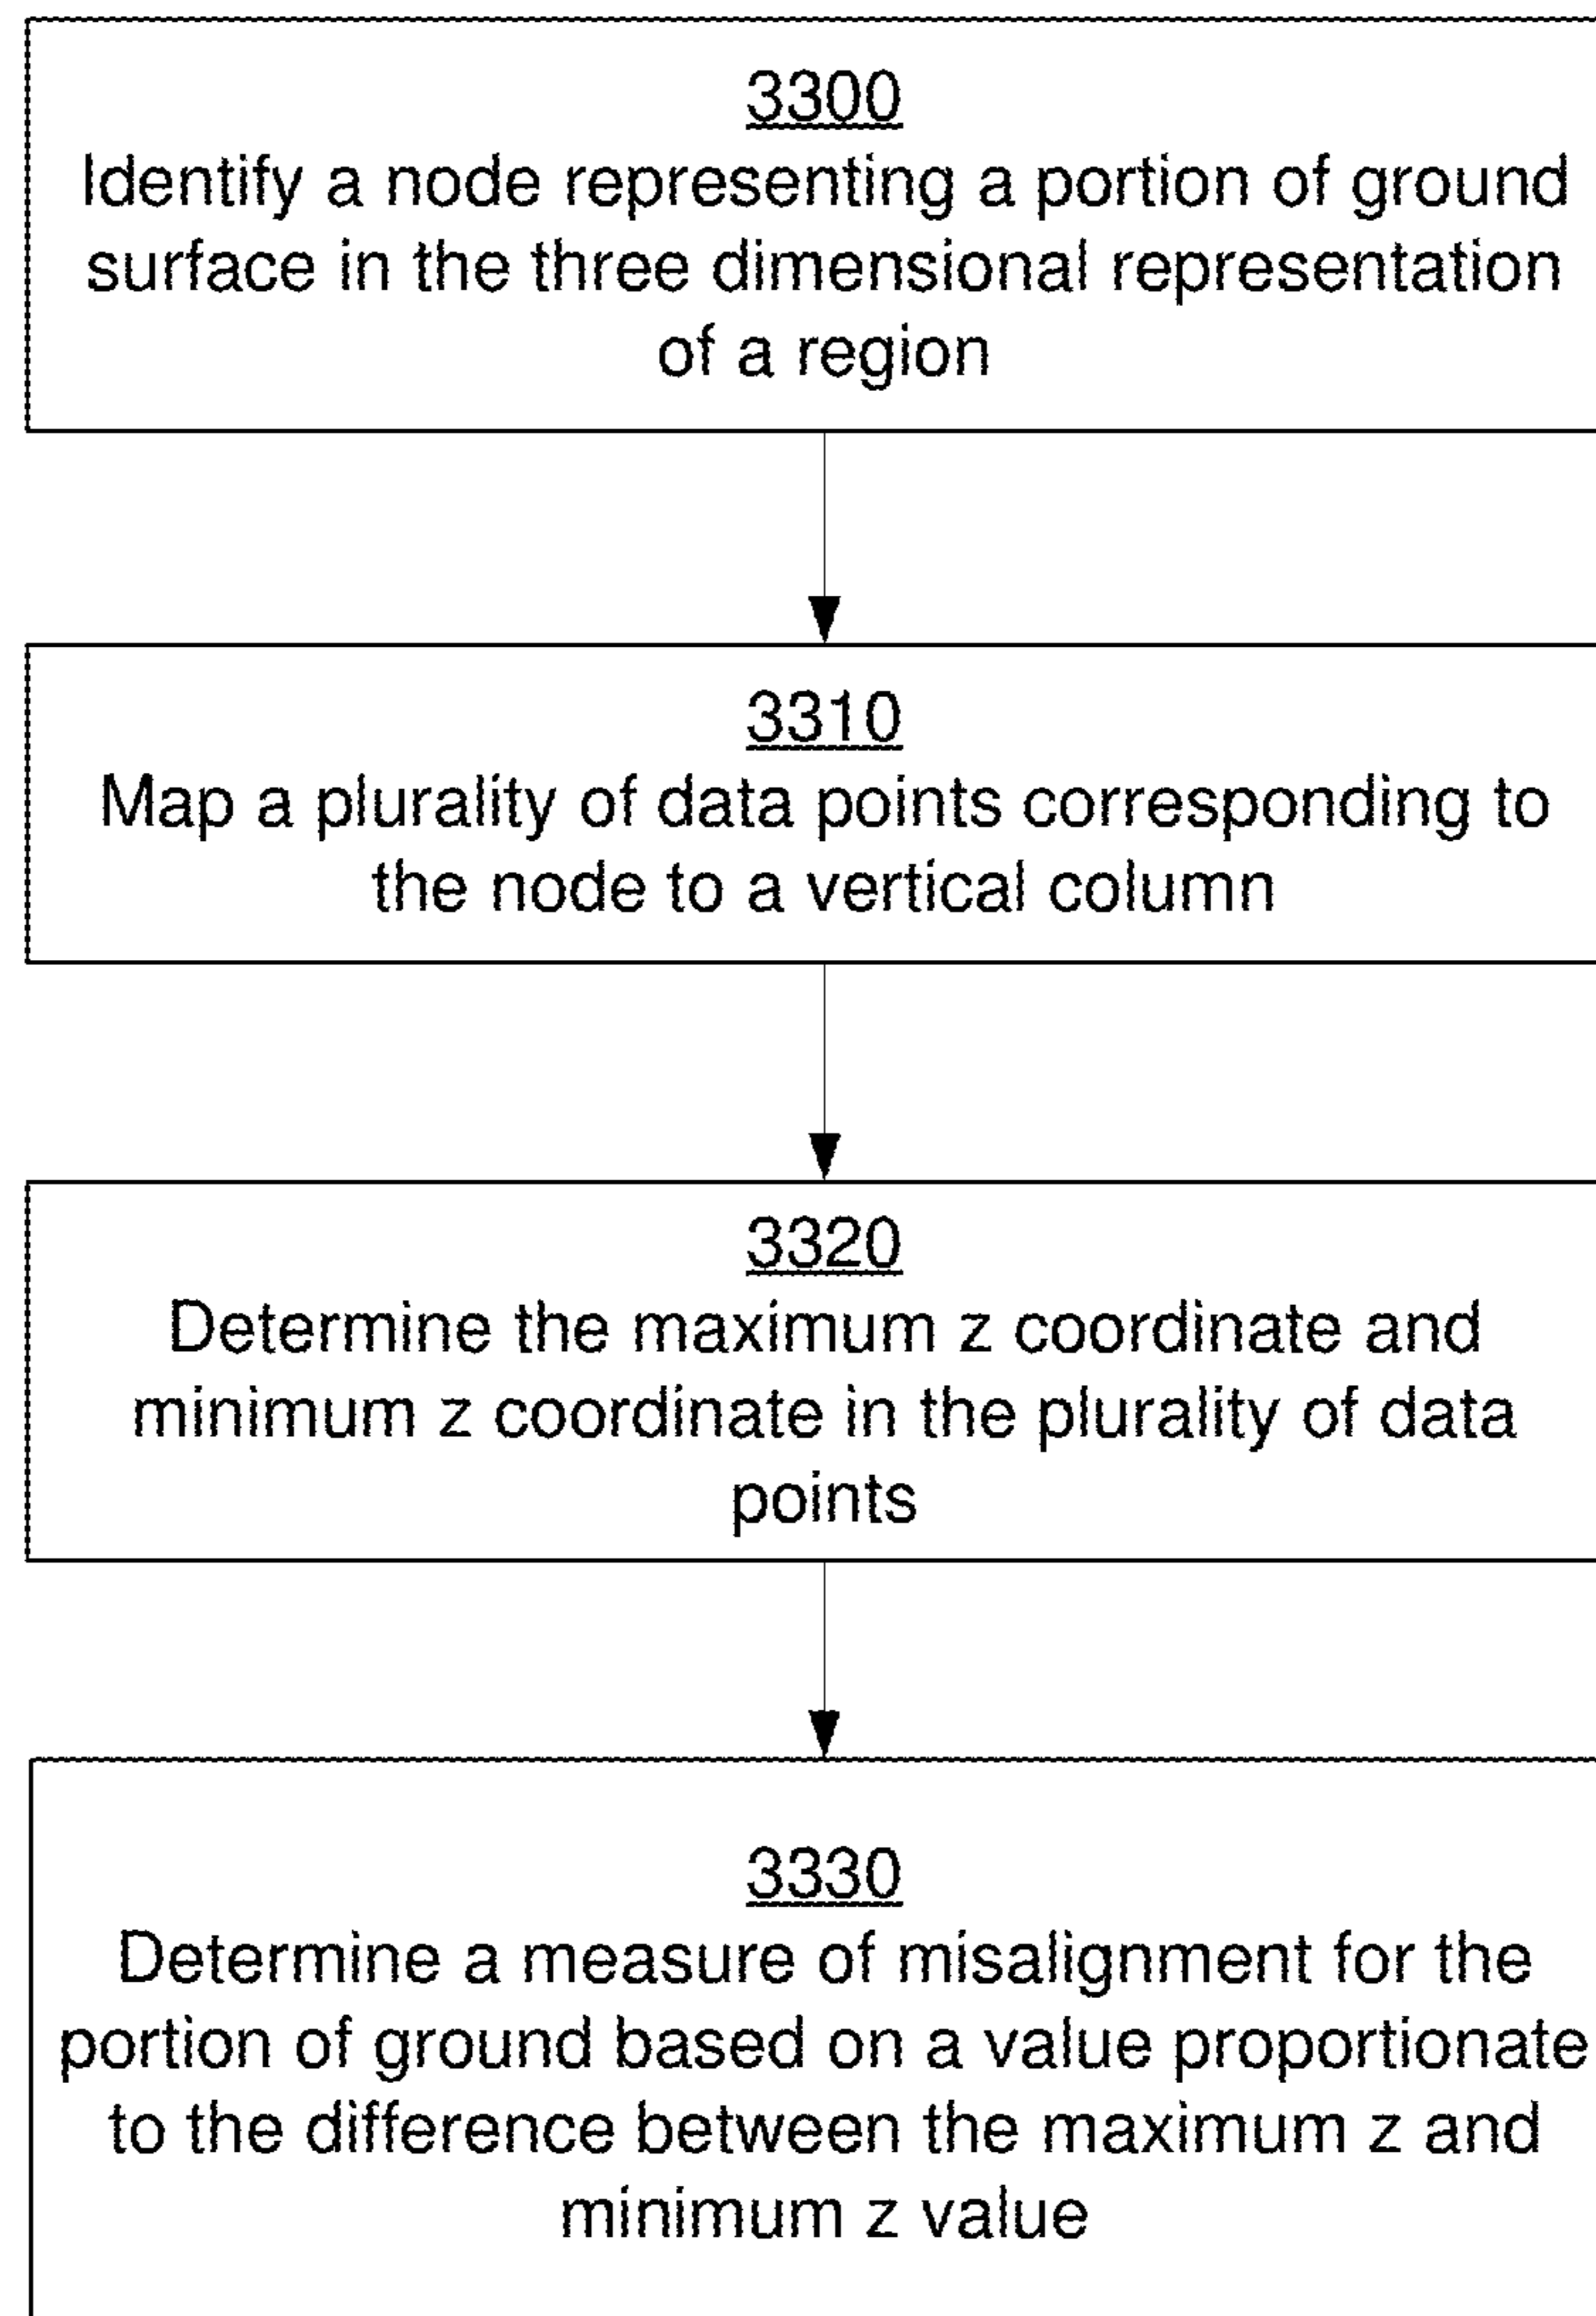 3300
Identify a node representing a portion of ground
surface in the three dimensional representation
of a region
3310
Map a plurality of data points corresponding to
the node to a vertical column
3320
Determine the maximum z coordinate and
minimum z coordinate in the plurality of data
points
3330
Determine a measure of misalignment for the
portion of ground based on a value proportionate
to the difference between the maximum z and
minimum z value